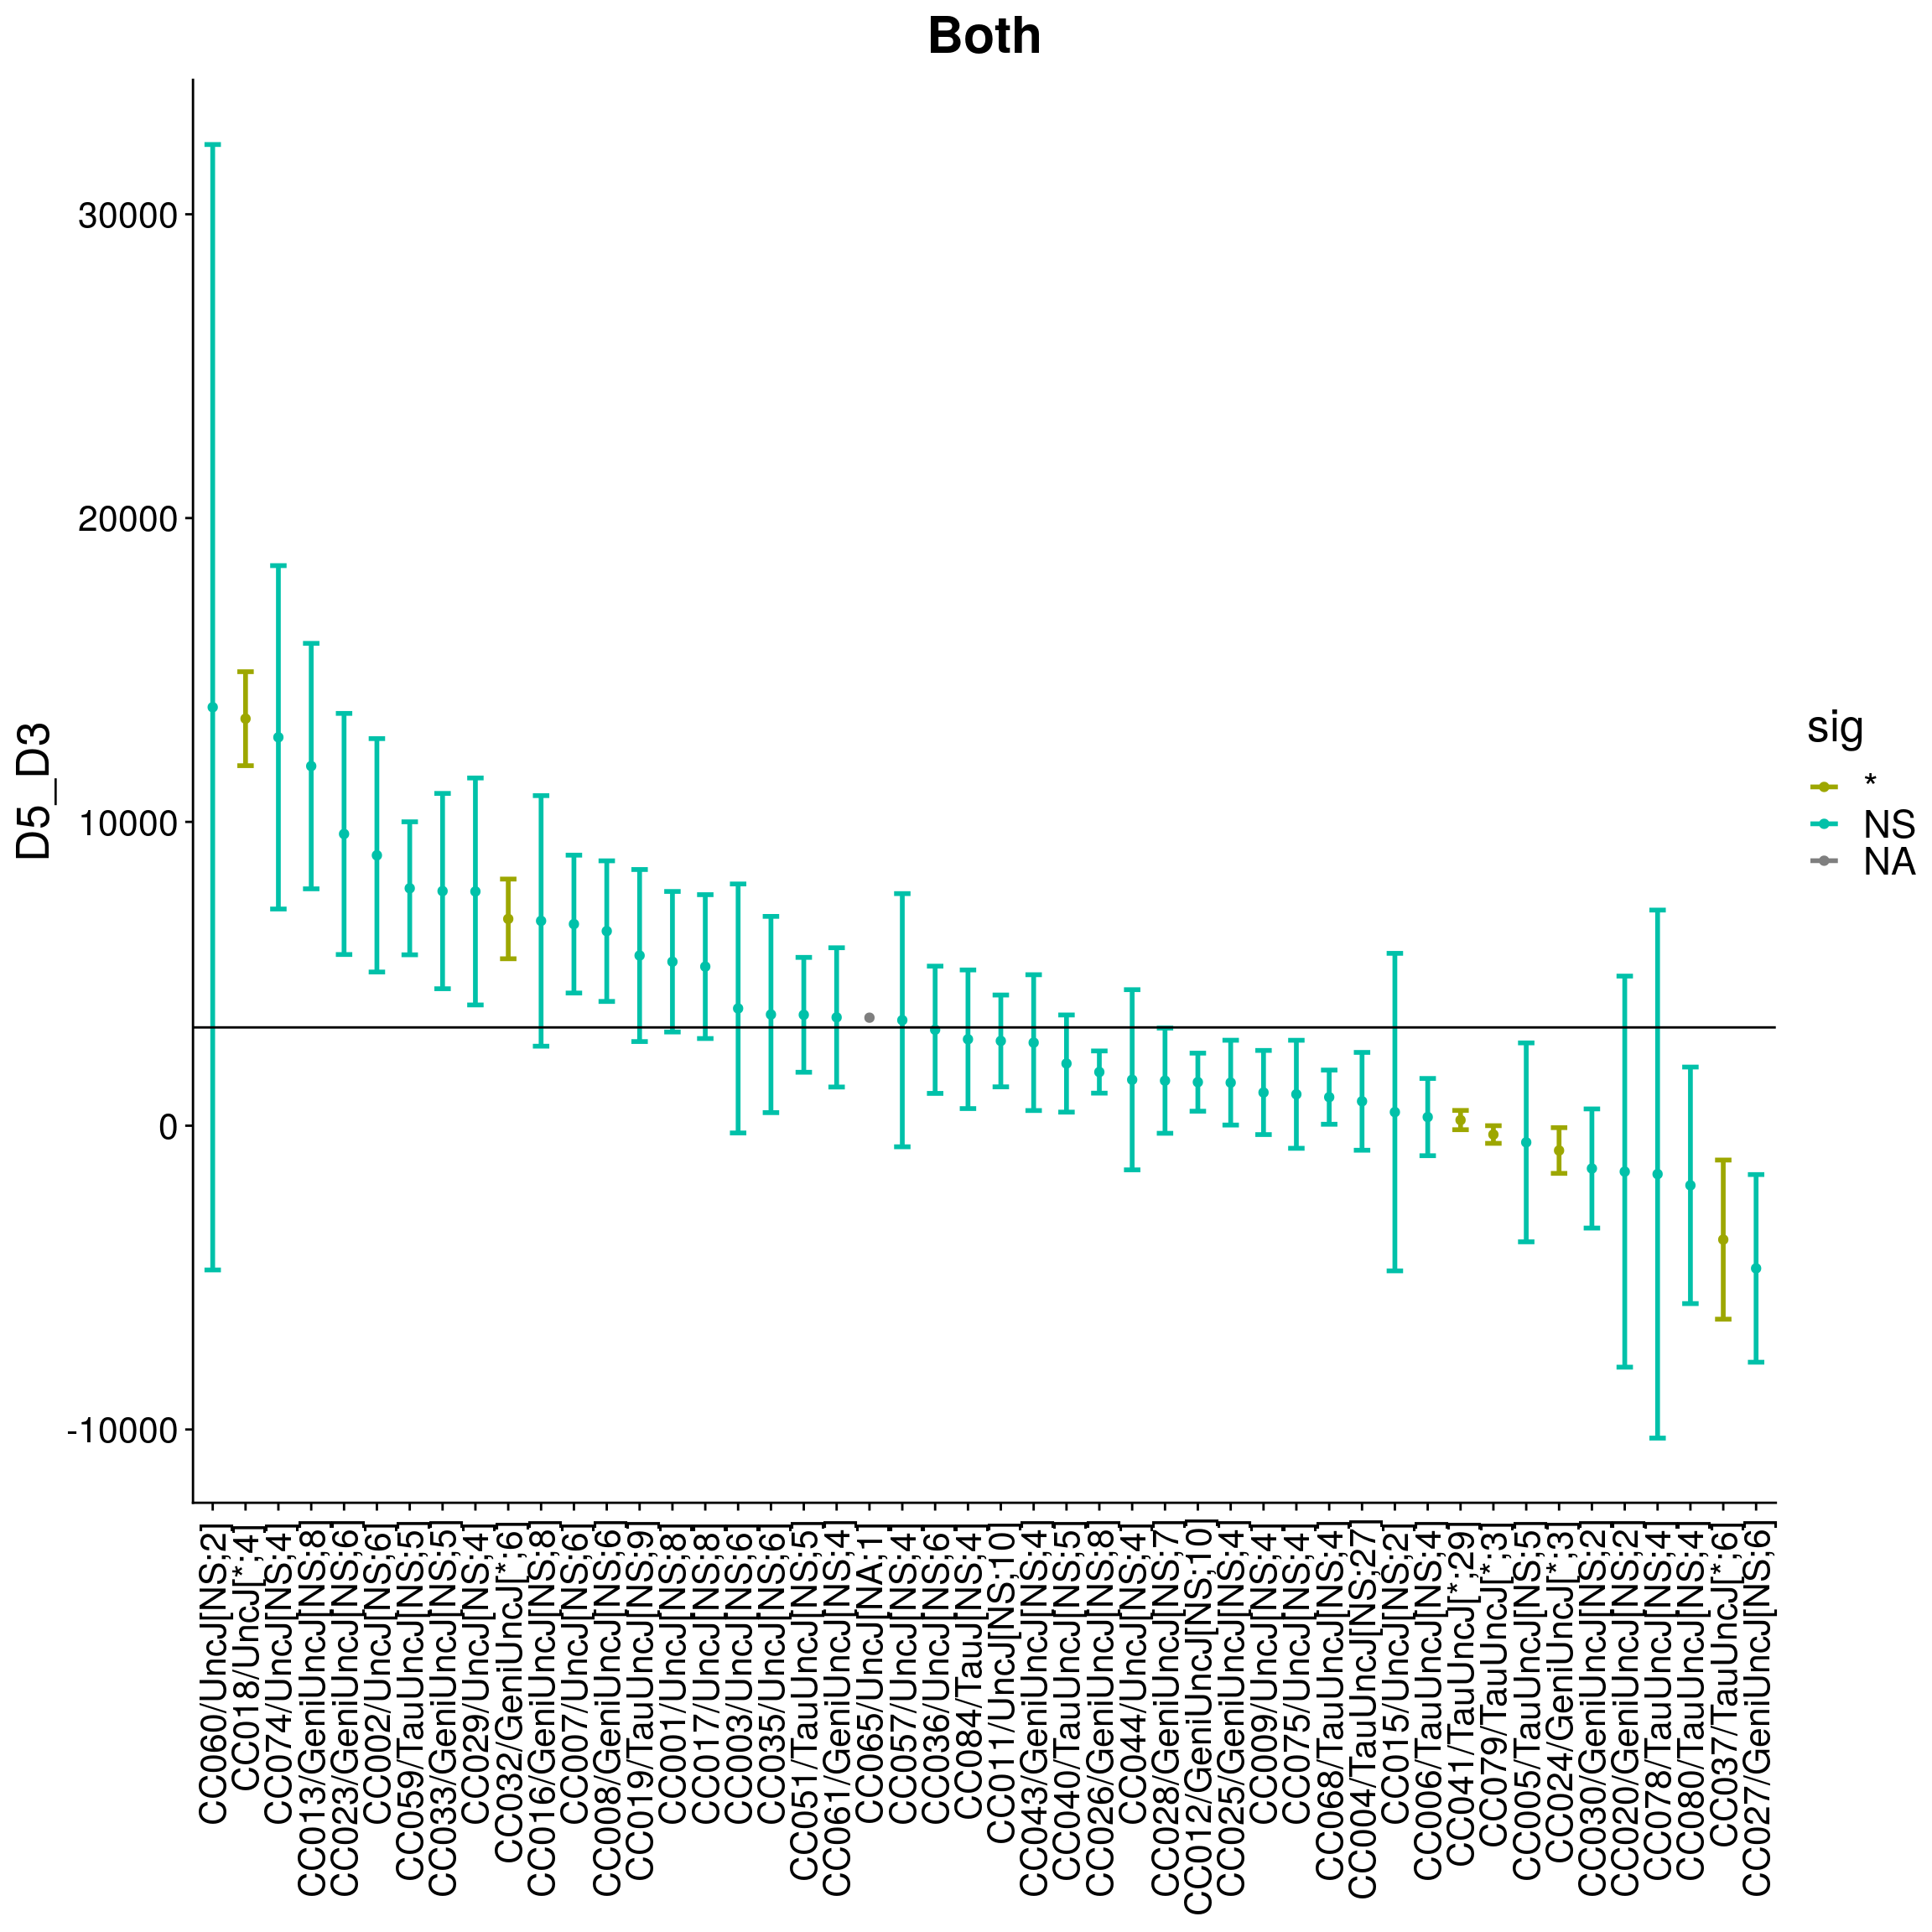 Both
D5_D3
30000
20000
10000
0
-10000
sig
*
NS
NA
CC060/UncJ[NS;2]
CC018/UncJ[*;4]
CC074/UncJ[NS;4]
CC013/GeniUncJ[NS;8]
CC023/GeniUncJ[NS;6]
CC002/UncJ[NS;6]
CC059/TauUncJ[NS;5]
CC033/GeniUncJ[NS;5]
CC029/UncJ[NS;4]
CC032/GeniUncJ[*;6]
CC016/GeniUncJ[NS;8]
CC007/UncJ[NS;6]
CC008/GeniUncJ[NS;6]
CC019/TauUncJ[NS;9]
CC001/UncJ[NS;8]
CC017/UncJ[NS;8]
CC003/UncJ[NS;6]
CC035/UncJ[NS;6]
CC051/TauUncJ[NS;5]
CC061/GeniUncJ[NS;4]
CC065/UncJ[NA;1]
CC057/UncJ[NS;4]
CC036/UncJ[NS;6]
CC084/TauJ[NS;4]
CC011/UncJ[NS;10]
CC043/GeniUncJ[NS;4]
CC040/TauUncJ[NS;5]
CC026/GeniUncJ[NS;8]
CC044/UncJ[NS;4]
CC028/GeniUncJ[NS;7]
CC012/GeniUncJ[NS;10]
CC025/GeniUncJ[NS;4]
CC009/UncJ[NS;4]
CC075/UncJ[NS;4]
CC068/TauUncJ[NS;4]
CC004/TauUncJ[NS;27]
CC015/UncJ[NS;2]
CC006/TauUncJ[NS;4]
CC041/TauUncJ[*;29]
CC079/TauUncJ[*;3]
CC005/TauUncJ[NS;5]
CC024/GeniUncJ[*;3]
CC030/GeniUncJ[NS;2]
CC020/GeniUncJ[NS;2]
CC078/TauUncJ[NS;4]
CC080/TauUncJ[NS;4]
CC037/TauUncJ[*;6]
CC027/GeniUncJ[NS;6]